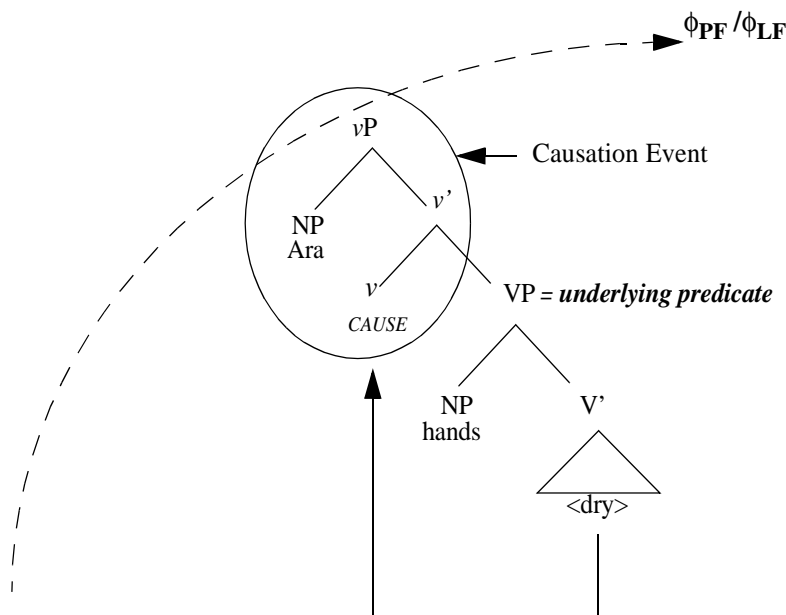 ϕPF /ϕLF
vP
Causation Event
NP
Ara
v'
v
CAUSE
VP = underlying predicate
NP
hands
V'
<dry>